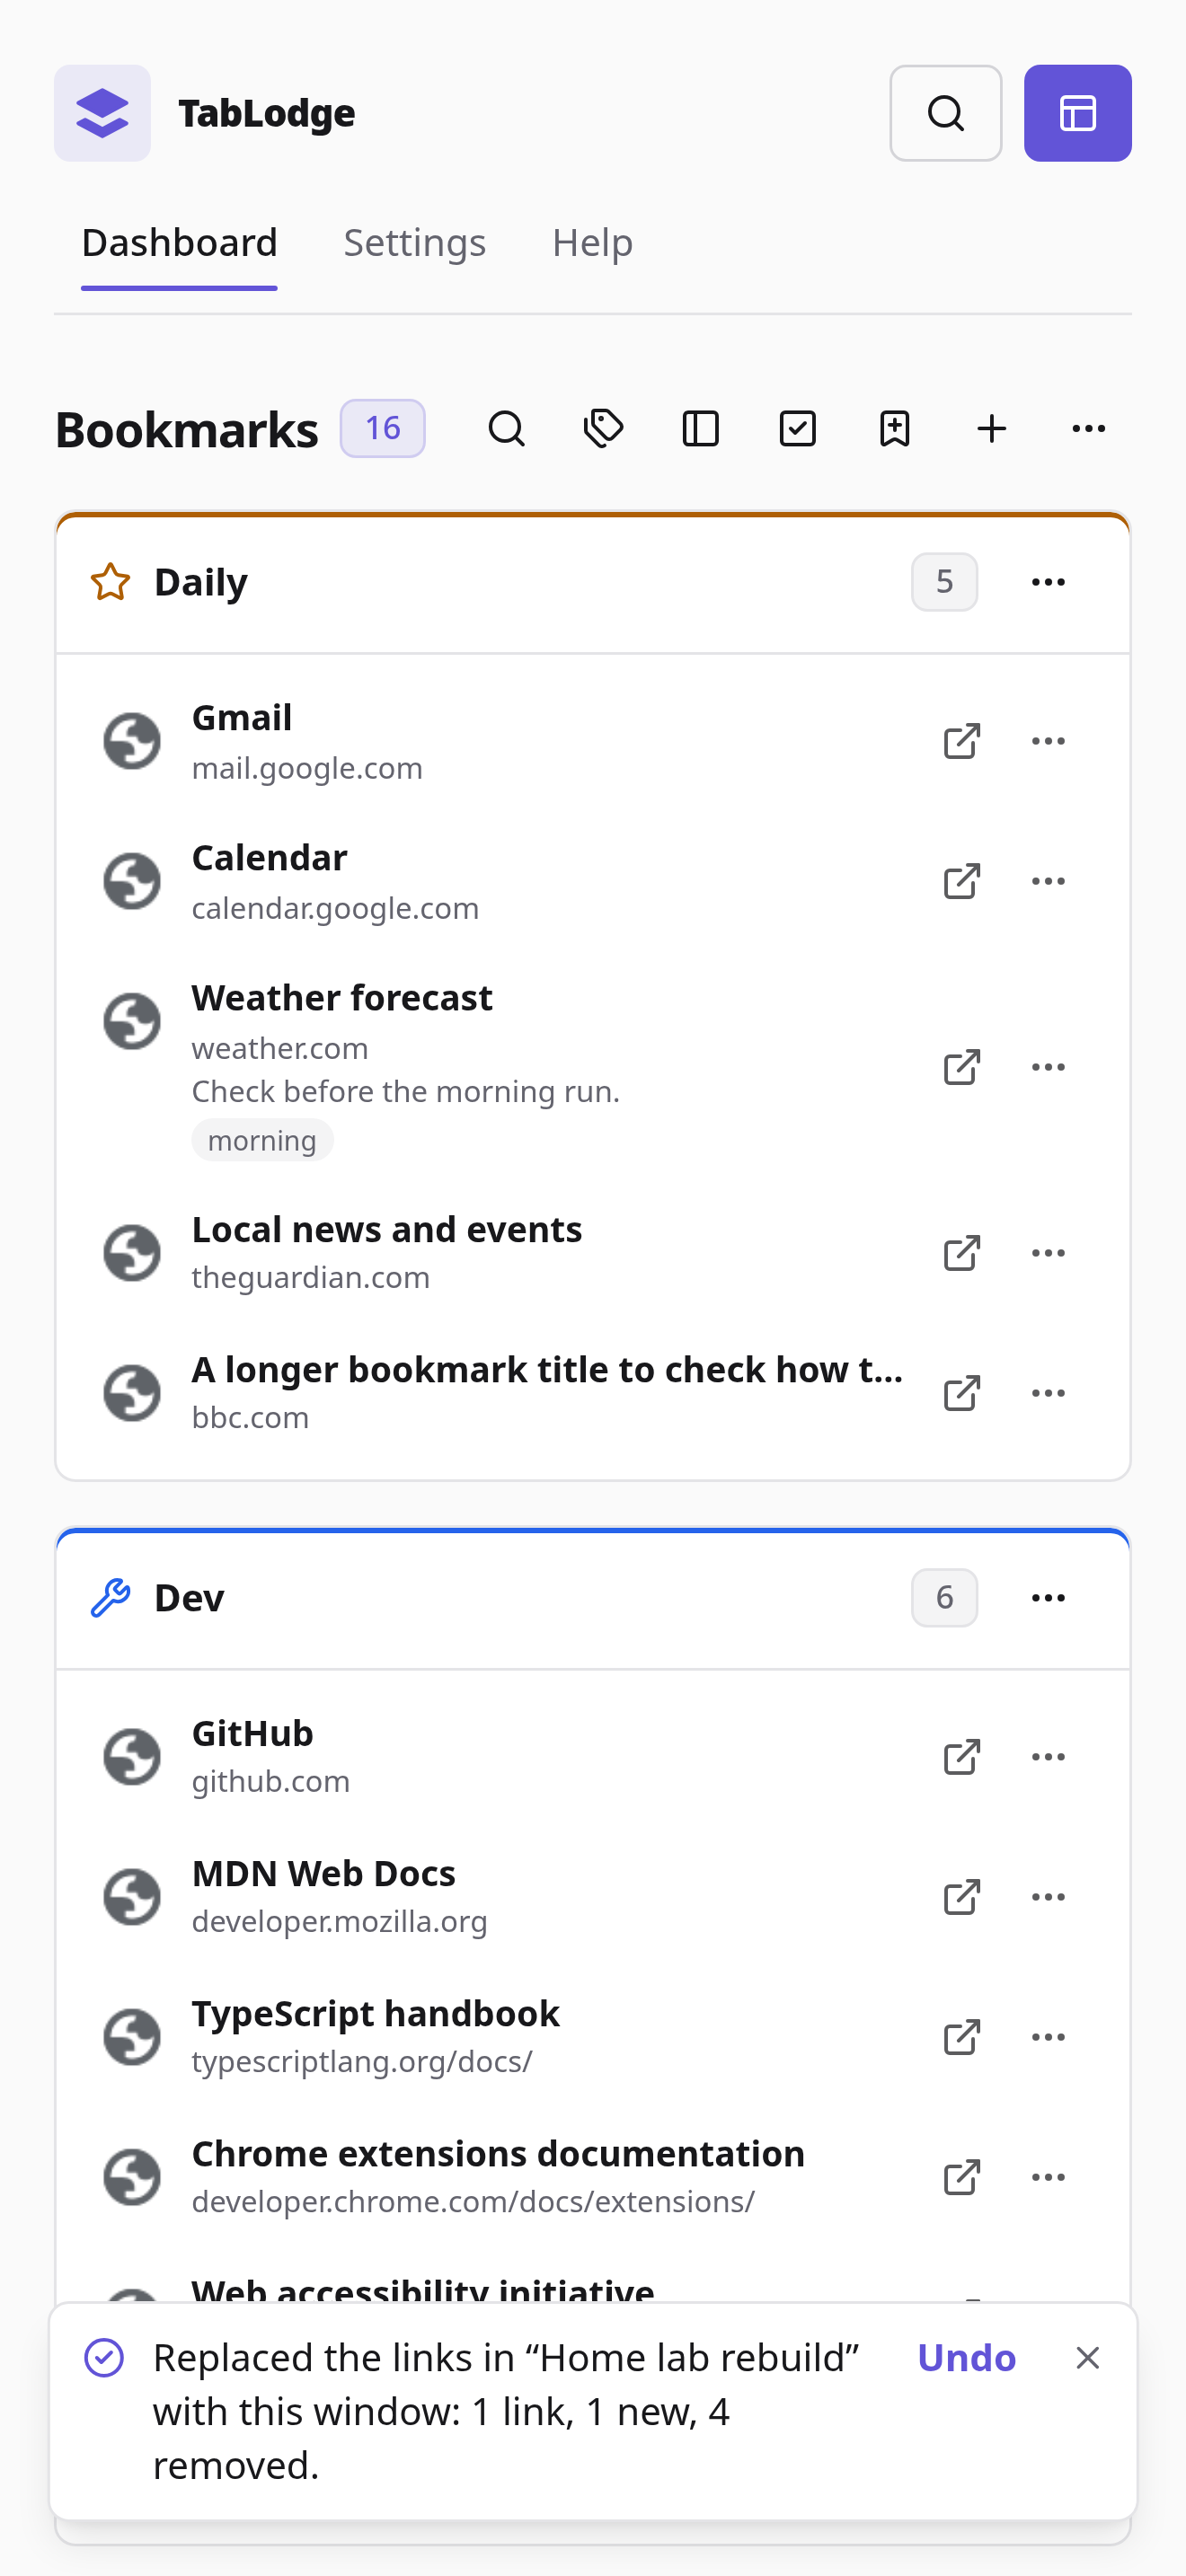 TabLodge
Dashboard Settings Help
Bookmarks 16
Daily 5
Gmail
mail.google.com
Calendar
calendar.google.com
Weather forecast
weather.com
Check before the morning run.
morning
Local news and events
theguardian.com
A longer bookmark title to check how t...
bbc.com
Dev 6
GitHub
github.com
MDN Web Docs
developer.mozilla.org
TypeScript handbook
typescriptlang.org/docs/
Chrome extensions documentation
developer.chrome.com/docs/extensions/
Web accessibility initiative
Replaced the links in “Home lab rebuild” Undo
with this window: 1 link, 1 new, 4
removed.